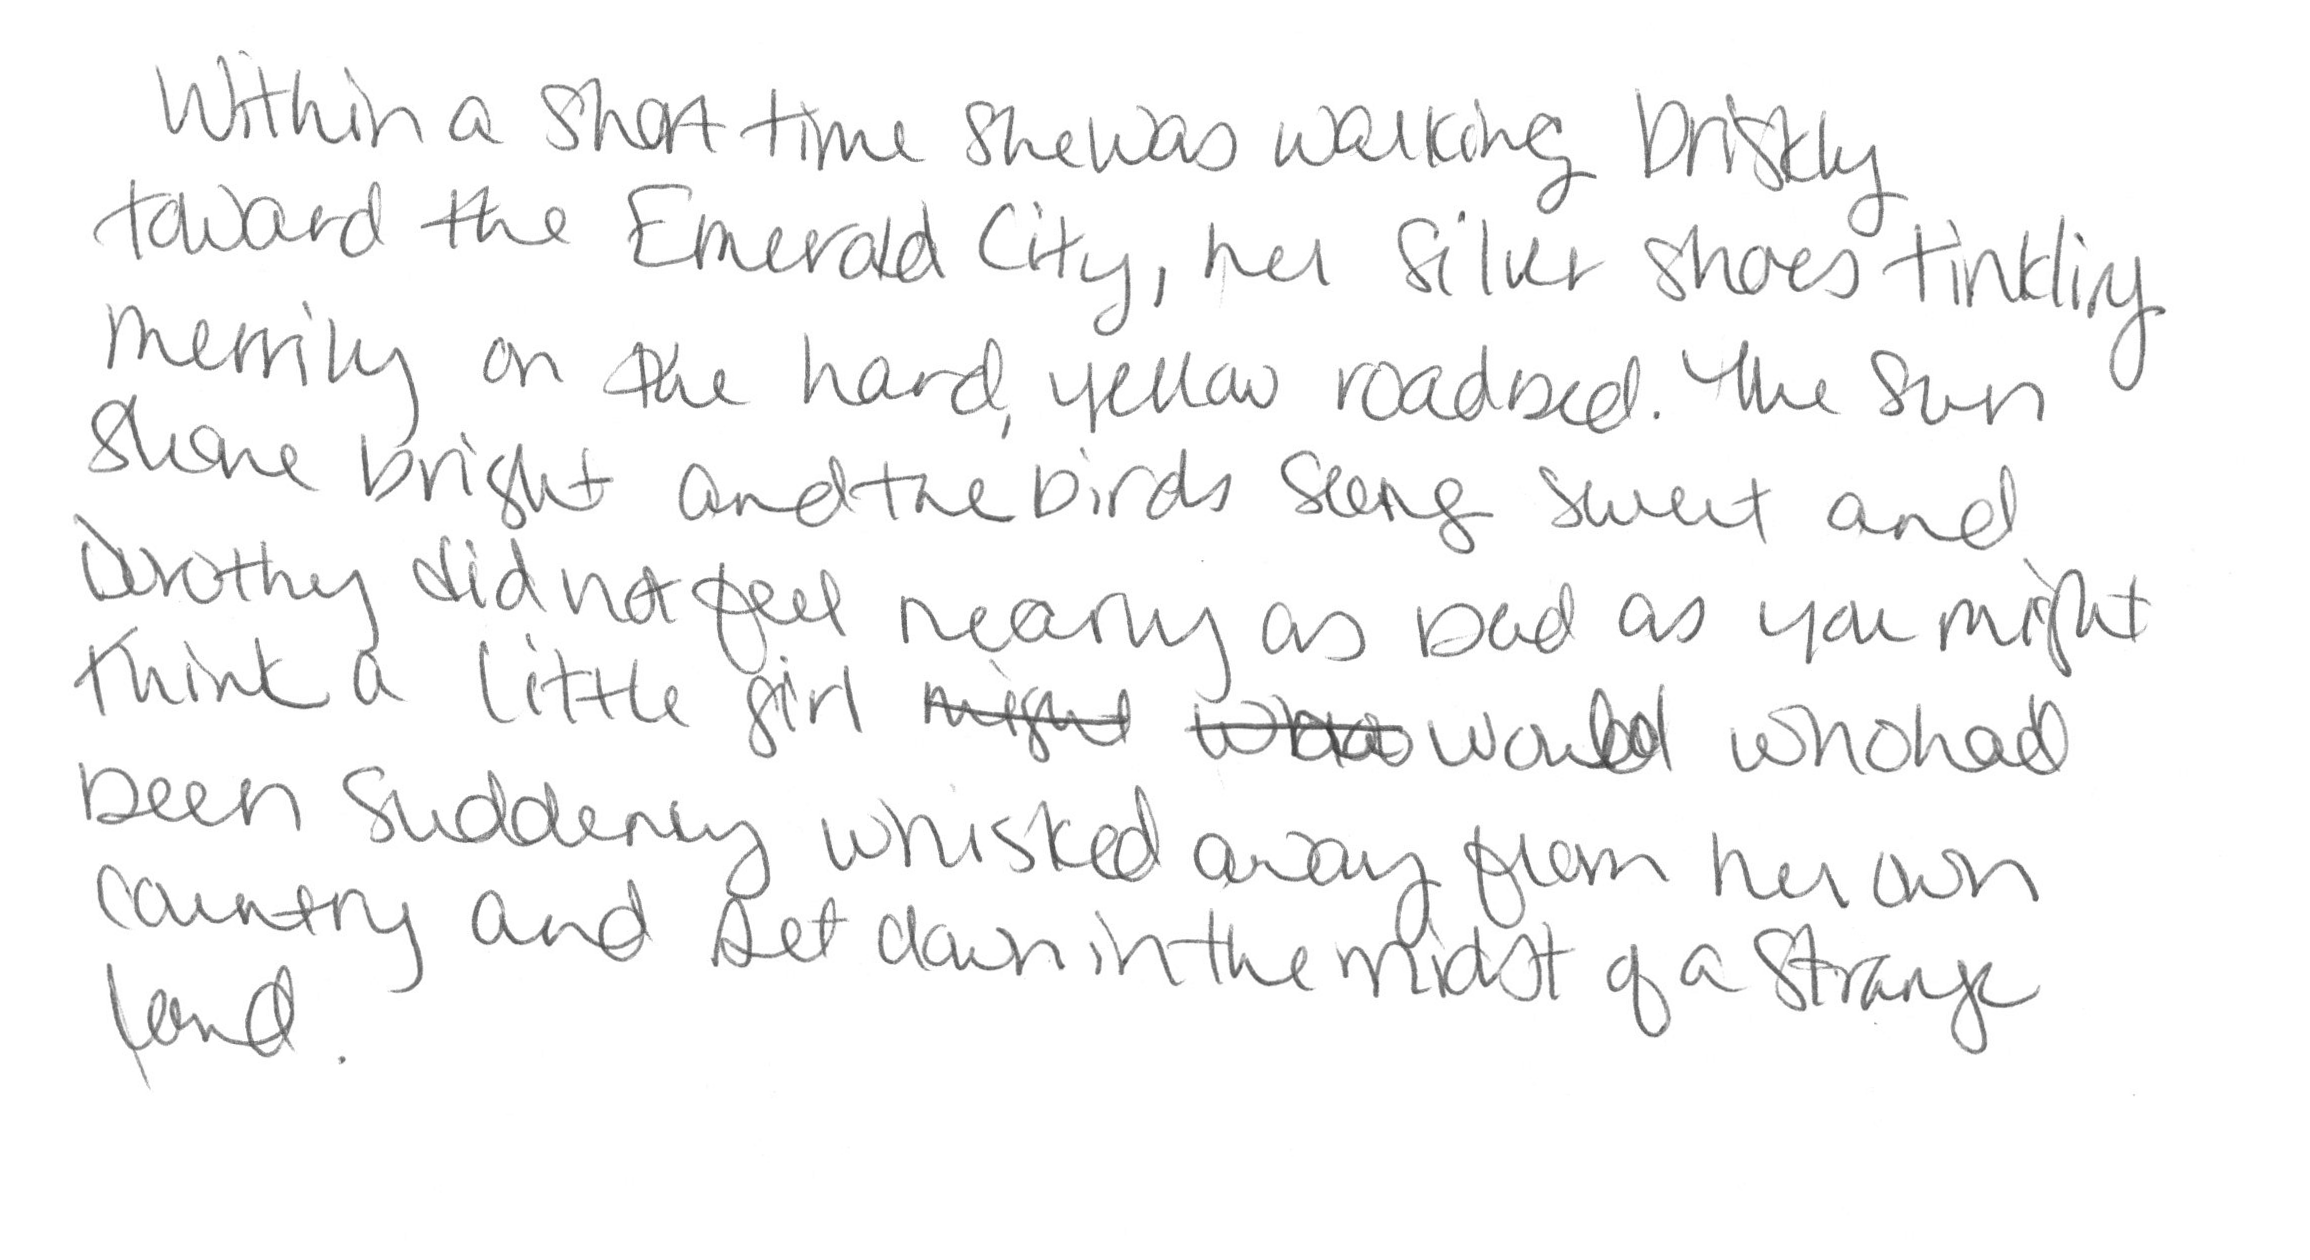 Within a short time she was walking briskly
toward the Emerald City, her silver shoes tinkling
merrily on the hard, yellow roadbed. The sun
shone bright and the birds sung sweet and
Dorothy did not feel nearly as bad as you might
think a little girl might would who had
been suddenly whisked away from her own
country and set down in the midst of a strange
land.